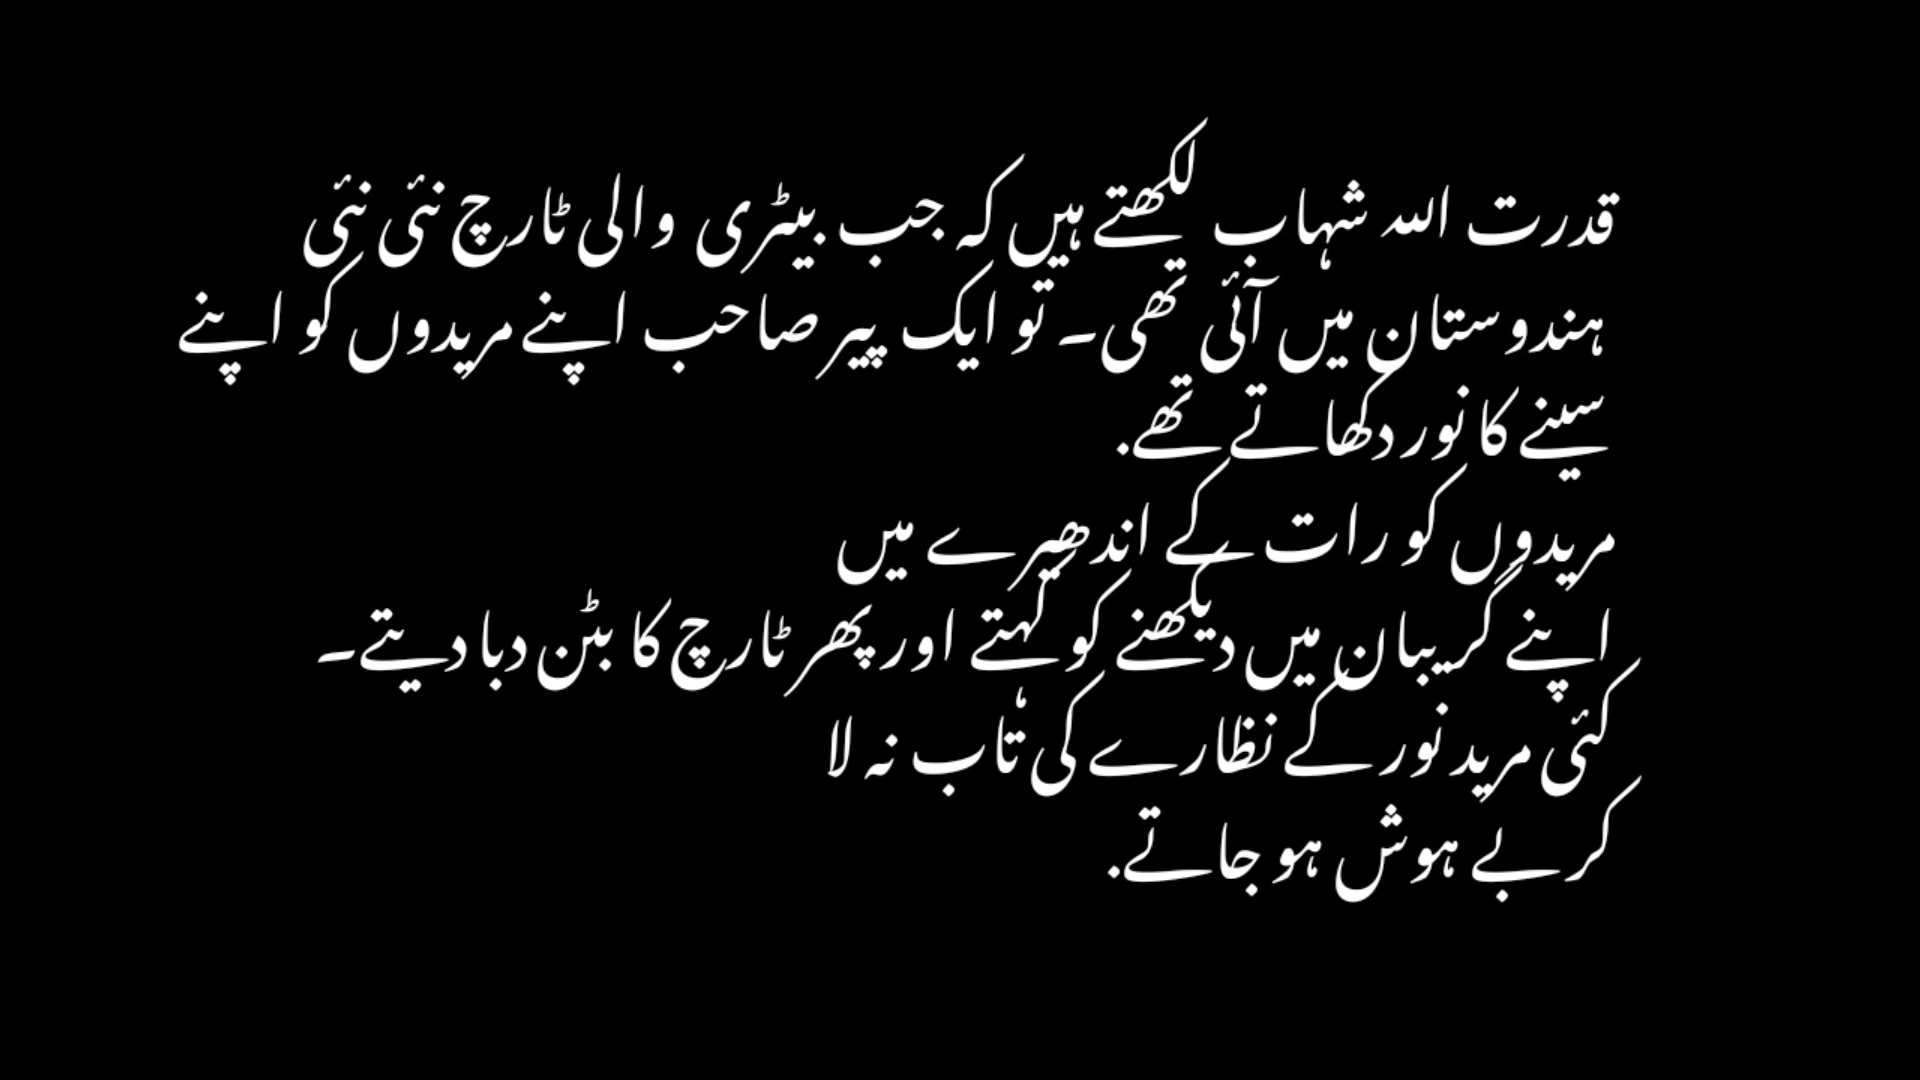 قدرت اللہ شہاب لکھتے ہیں کہ جب بیٹری والی ٹارچ نئی نئی
ہندوستان میں آئی تھی۔ تو ایک پیر صاحب اپنے مریدوں کو اپنے
سینے کا نور دکھاتے تھے.
مریدوں کو رات کے اندھیرے میں
اپنے گریبان میں دیکھنے کو کہتے اور پھر ٹارچ کا بٹن دبا دیتے۔
کئی مرید نور کے نظارے کی تاب نہ لا
کر بے ہوش ہو جاتے.